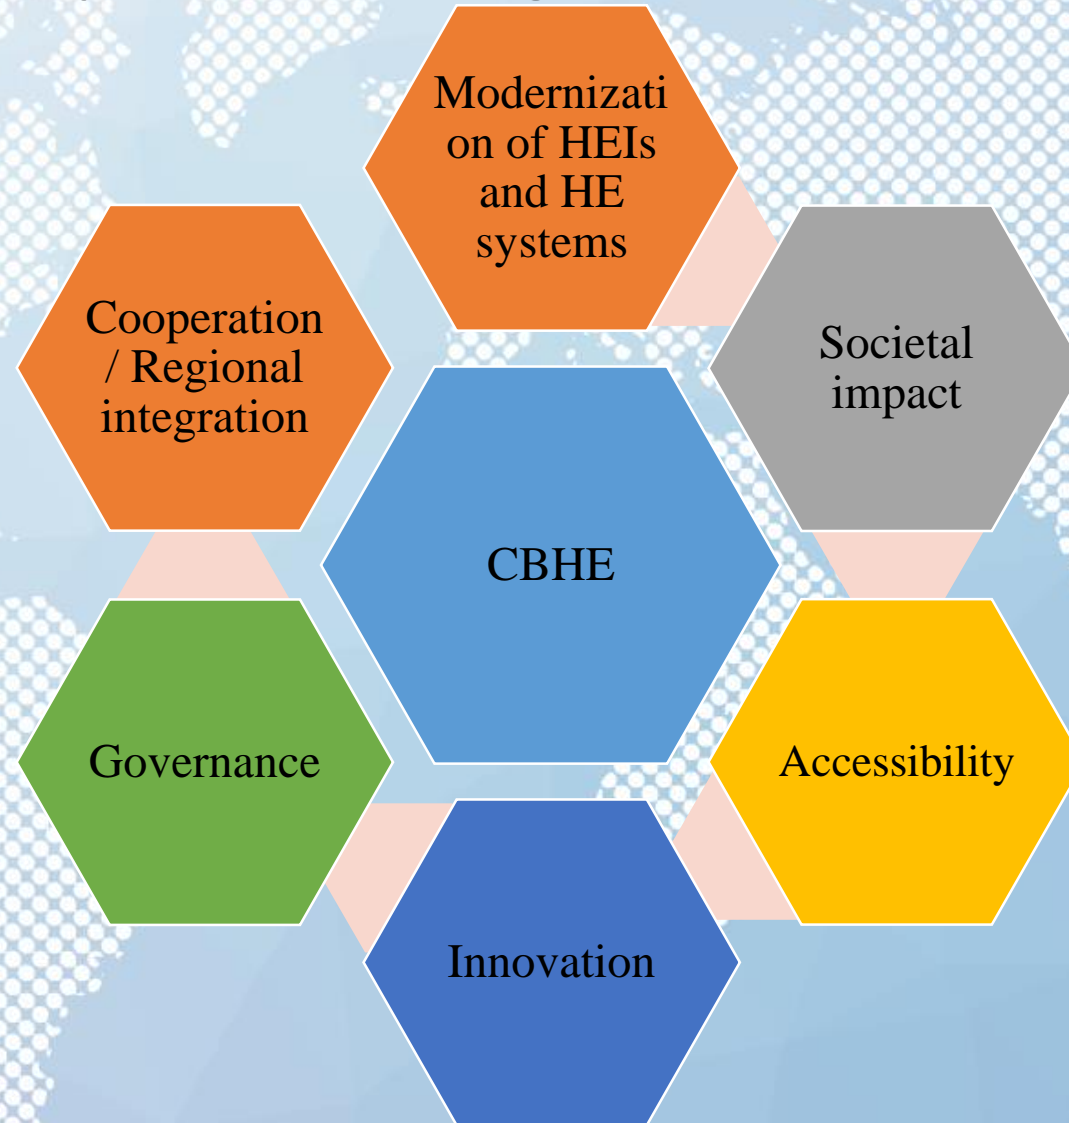 Modernizati
on of HEIs
and HE
systems
Cooperation
/ Regional
integration
Societal
impact
CBHE
Governance
Accessibility
Innovation